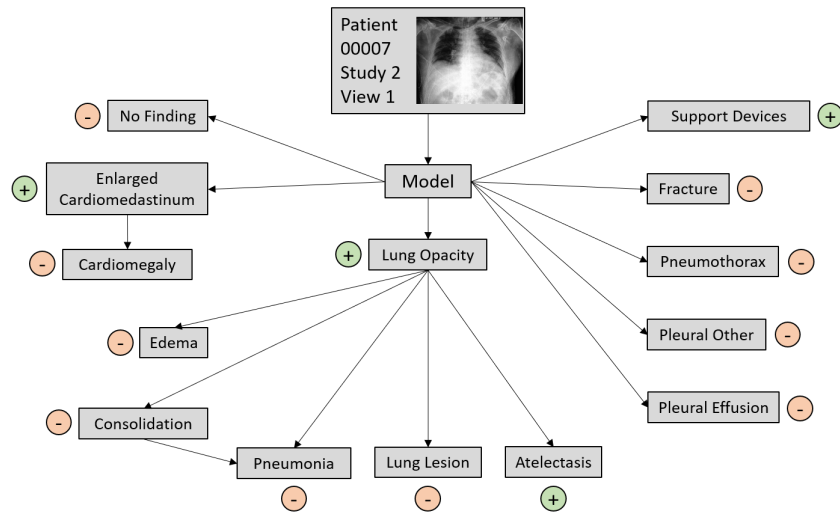 Patient
00007
Study 2
View 1
-
No Finding
Support Devices
+
Model
+
Enlarged
Cardiomedastinum
Fracture
-
+
Lung Opacity
-
Cardiomegaly
Pneumothorax
-
-
Edema
Pleural Other
-
-
Consolidation
Pleural Effusion
-
Pneumonia
Lung Lesion
Atelectasis
-
-
+